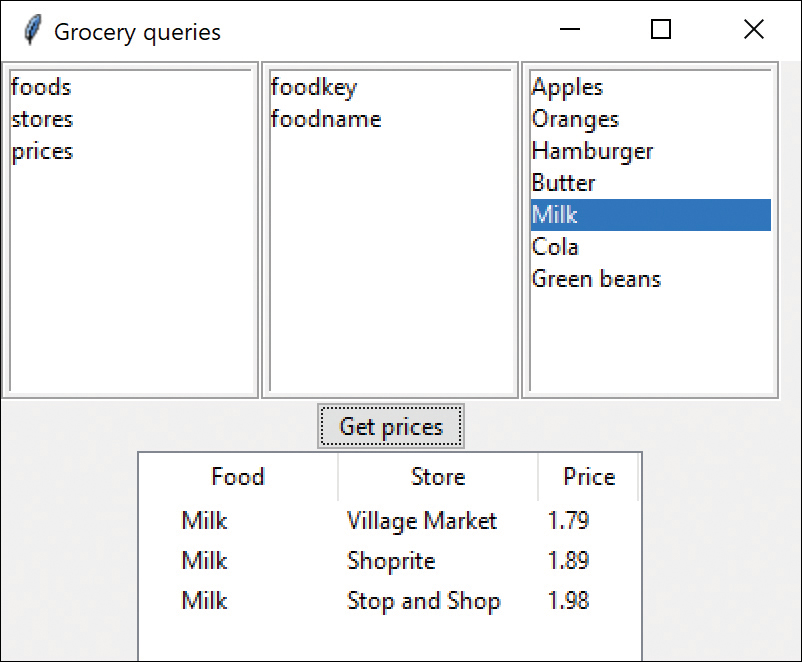 Grocery queries
foods
stores
prices
foodkey
foodname
Apples
Oranges
Hamburger
Butter
Milk
Cola
Green beans
Get prices
Food Store Price
Milk Village Market 1.79
Milk Shoprite 1.89
Milk Stop and Shop 1.98